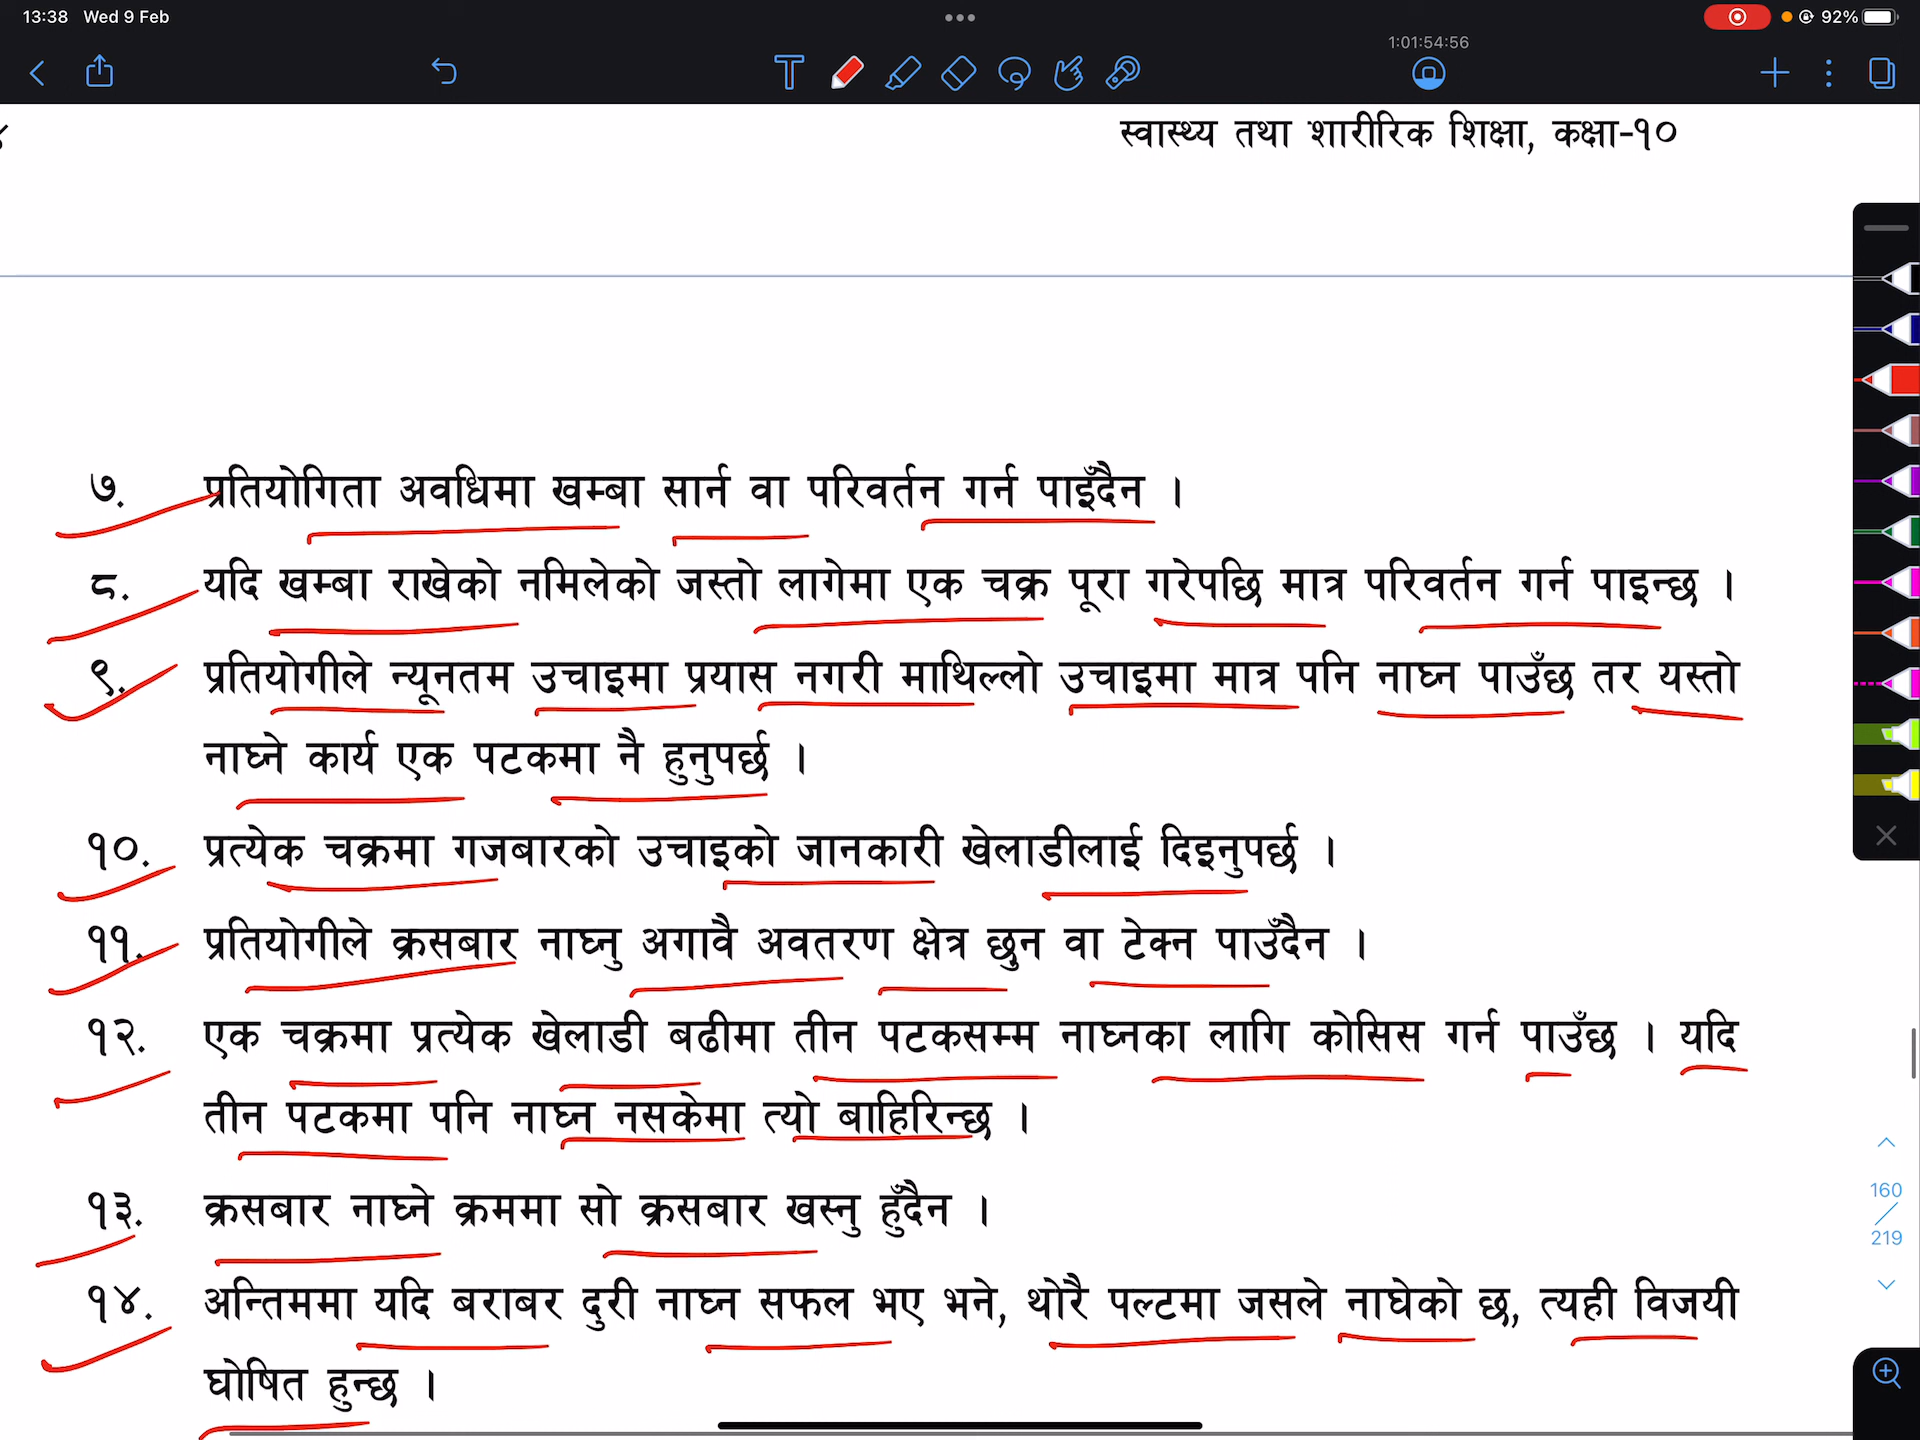 13:38 Wed 9 Feb
92%
1:01:54:56
स्वास्थ्य तथा शारीरिक शिक्षा, कक्षा-१०
७. प्रतियोगिता अवधिमा खम्बा सार्न वा परिवर्तन गर्न पाइँदैन ।
८. यदि खम्बा राखेको नमिलेको जस्तो लागेमा एक चक्र पूरा गरेपछि मात्र परिवर्तन गर्न पाइन्छ ।
९. प्रतियोगीले न्यूनतम उचाइमा प्रयास नगरी माथिल्लो उचाइमा मात्र पनि नाघ्न पाउँछ तर यस्तो
नाघ्ने कार्य एक पटकमा नै हुनुपर्छ ।
१०. प्रत्येक चक्रमा गजबारको उचाइको जानकारी खेलाडीलाई दिइनुपर्छ ।
११. प्रतियोगीले क्रसबार नाघ्नु अगावै अवतरण क्षेत्र छुन वा टेक्न पाउँदैन ।
१२. एक चक्रमा प्रत्येक खेलाडी बढीमा तीन पटकसम्म नाघ्नका लागि कोसिस गर्न पाउँछ । यदि
तीन पटकमा पनि नाघ्न नसकेमा त्यो बाहिरिन्छ ।
१३. क्रसबार नाघ्ने क्रममा सो क्रसबार खस्नु हुँदैन ।
१४. अन्तिममा यदि बराबर दुरी नाघ्न सफल भए भने, थोरै पल्टमा जसले नाघेको छ, त्यही विजयी
घोषित हुन्छ ।
160
219